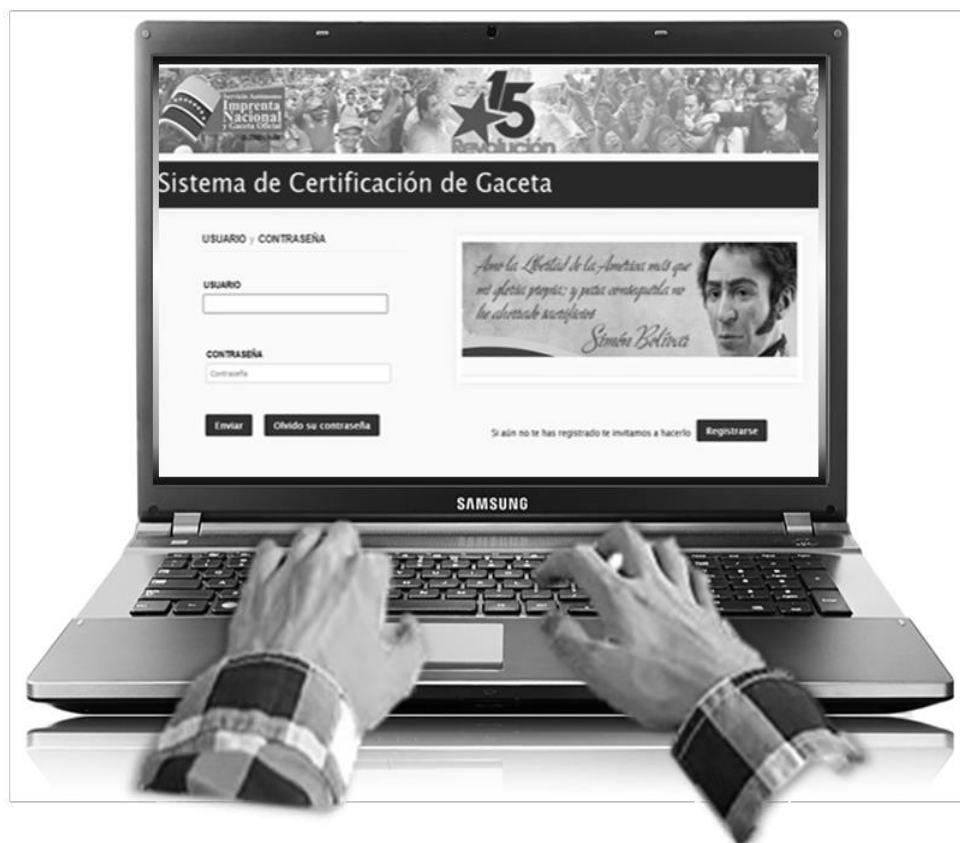 Servicio Autónomo
Imprenta
Nacional
y Gaceta Oficial
15
Revolución
Sistema de Certificación de Gaceta
USUARIO y CONTRASEÑA
USUARIO
CONTRASEÑA
Contraseña
Enviar
Olvido su contraseña
Amo la Libertad de la América más que
mi gloria propia; y para conseguirla no
he ahorrado sacrificios
Simón Bolívar
Si aún no te has registrado te invitamos a hacerlo
Registrarse
SAMSUNG